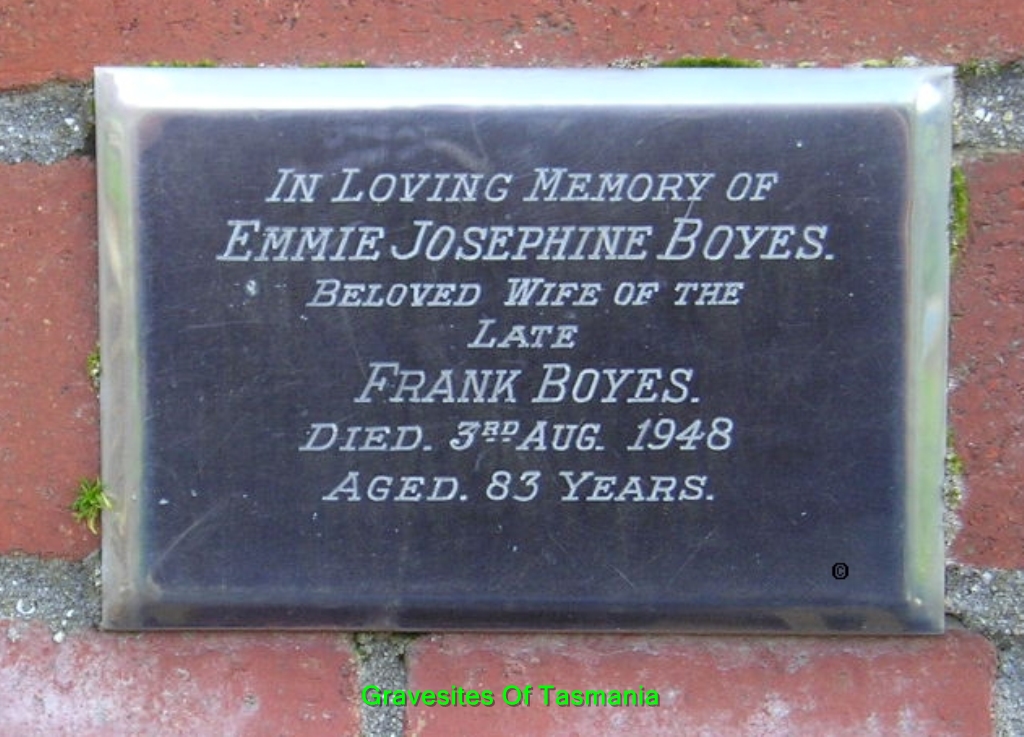 IN LOVING MEMORY OF
EMMIE JOSEPHINE BOYES.
BELOVED WIFE OF THE
LATE
FRANK BOYES.
DIED. 3RD AUG. 1948
AGED. 83 YEARS.
©
Gravesites Of Tasmania